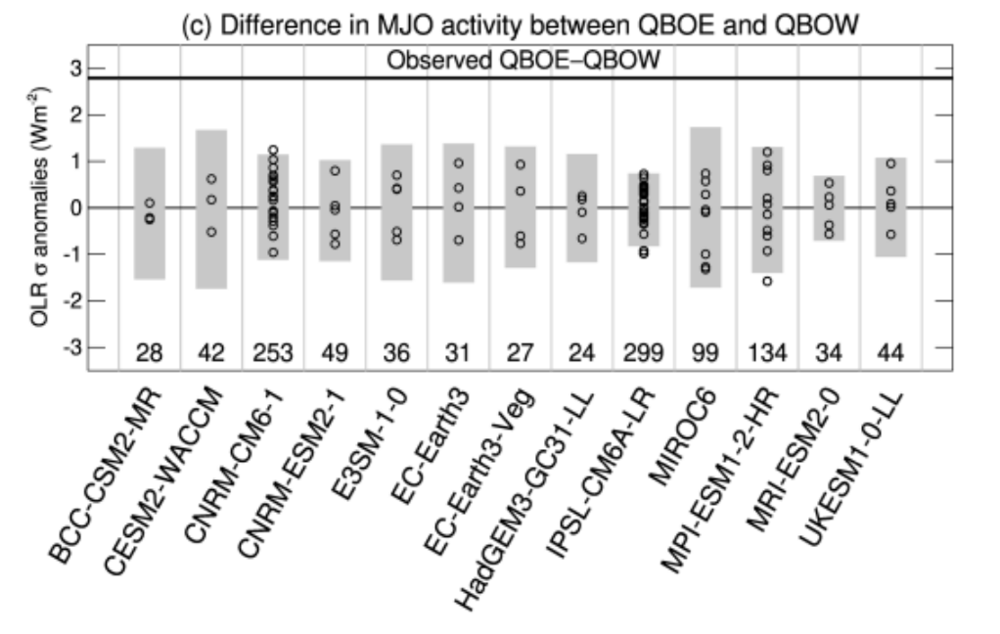 (c) Difference in MJO activity between QBOE and QBOW
Observed QBOE–QBOW
OLR σ anomalies (Wm-2)
3
2
1
0
-1
-2
-3
28 42 253 49 36 31 27 24 299 99 134 34 44
BCC-CSM2-MR
CESM2-WACCM
CNRM-CM6-1
CNRM-ESM2-1
E3SM-1-0
EC-Earth3
EC-Earth3-Veg
HadGEM3-GC31-LL
IPSL-CM6A-LR
MIROC6
MPI-ESM1-2-HR
MRI-ESM2-0
UKESM1-0-LL